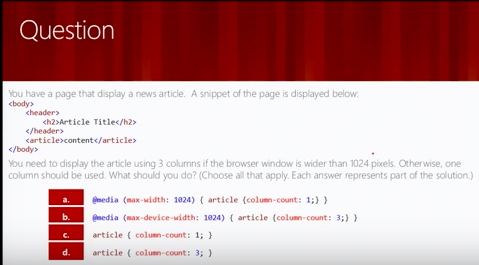 Question
You have a page that display a news article. A snippet of the page is displayed below:
<body>
<header>
<h2>Article Title</h2>
</header>
<article>content</article>
</body>
You need to display the article using 3 columns if the browser window is wider than 1024 pixels. Otherwise, one
column should be used. What should you do? (Choose all that apply. Each answer represents part of the solution.)
a. @media (max-width: 1024) { article {column-count: 1;} }
b. @media (max-device-width: 1024) { article {column-count: 3;} }
c. article { column-count: 1; }
d. article { column-count: 3; }